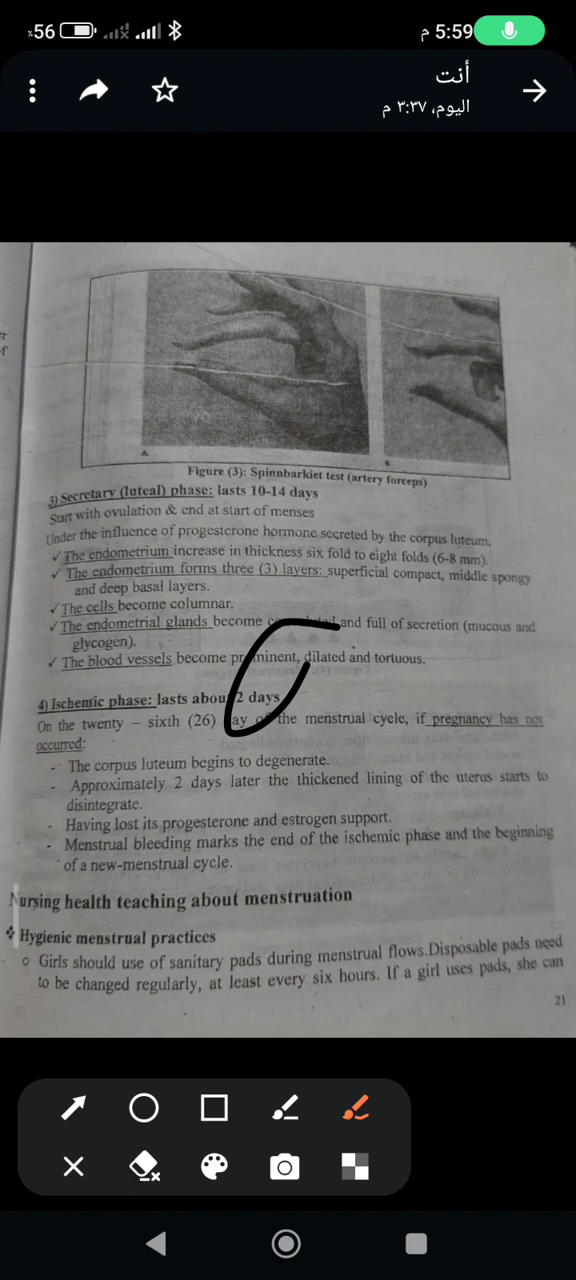 %56
5:59 م
أنت
اليوم، ٣:٣٧ م
er
of
A
B
Figure (3): Spinnbarkiet test (artery forceps)
3) Secretary (luteal) phase: lasts 10-14 days
Start with ovulation & end at start of menses
Under the influence of progesterone hormone secreted by the corpus luteum.
✓ The endometrium increase in thickness six fold to eight folds (6-8 mm).
✓ The endometrium forms three (3) layers: superficial compact, middle spongy
and deep basal layers.
✓ The cells become columnar.
✓ The endometrial glands become and full of secretion (mucous and
glycogen).
✓ The blood vessels become prominent, dilated and tortuous.
4) Ischemic phase: lasts about 2 days
On the twenty – sixth (26) day of the menstrual cycle, if pregnancy has not
occurred:
- The corpus luteum begins to degenerate.
- Approximately 2 days later the thickened lining of the uterus starts to
disintegrate.
- Having lost its progesterone and estrogen support.
- Menstrual bleeding marks the end of the ischemic phase and the beginning
of a new-menstrual cycle.
Nursing health teaching about menstruation
❖ Hygienic menstrual practices
o Girls should use of sanitary pads during menstrual flows.Disposable pads need
to be changed regularly, at least every six hours. If a girl uses pads, she can
21